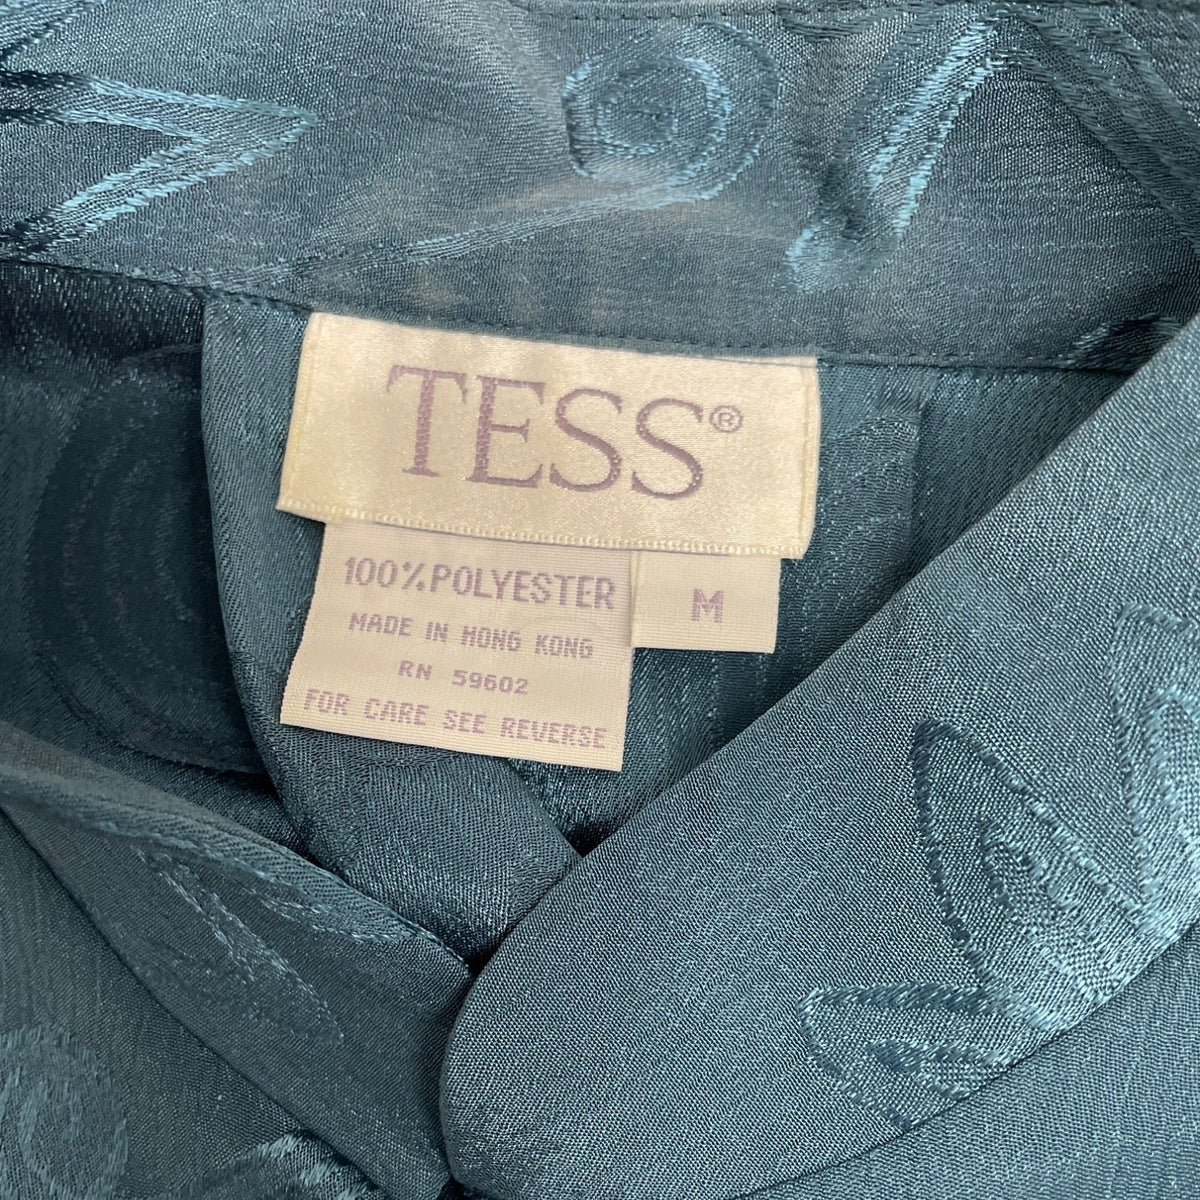 TESS®
100% POLYESTER
M
MADE IN HONG KONG
RN 59602
FOR CARE SEE REVERSE